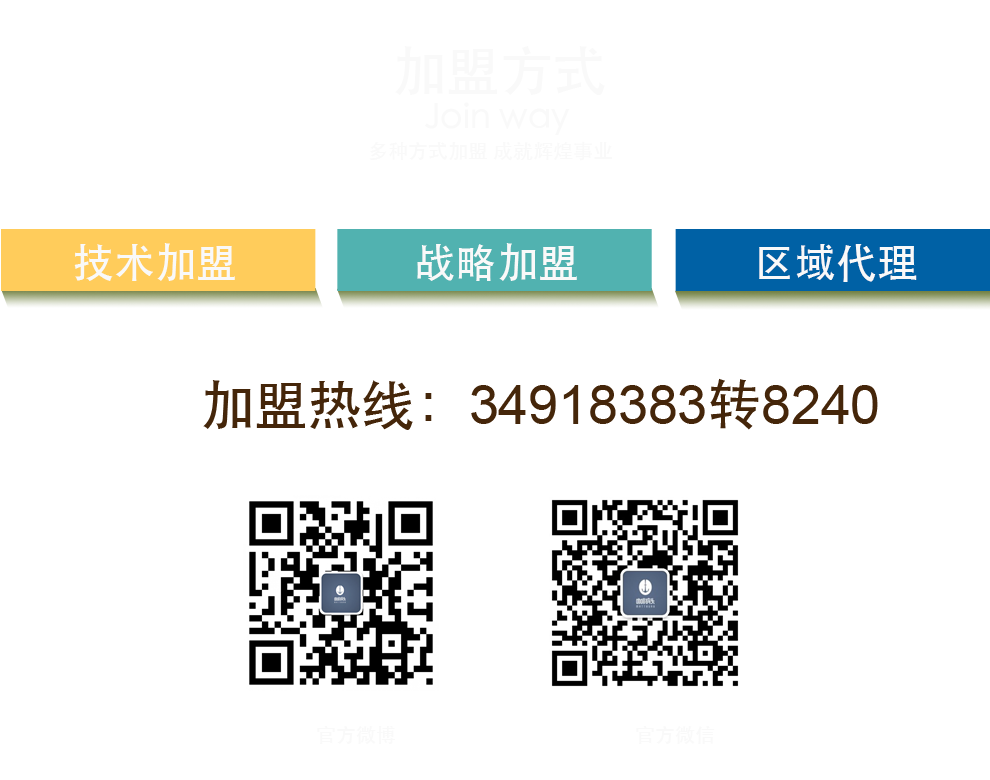 加盟方式
Join way
多种方式加盟 成就辉煌事业
技术加盟
战略加盟
区域代理
加盟热线：34918383转8240
官方微博
官方微信